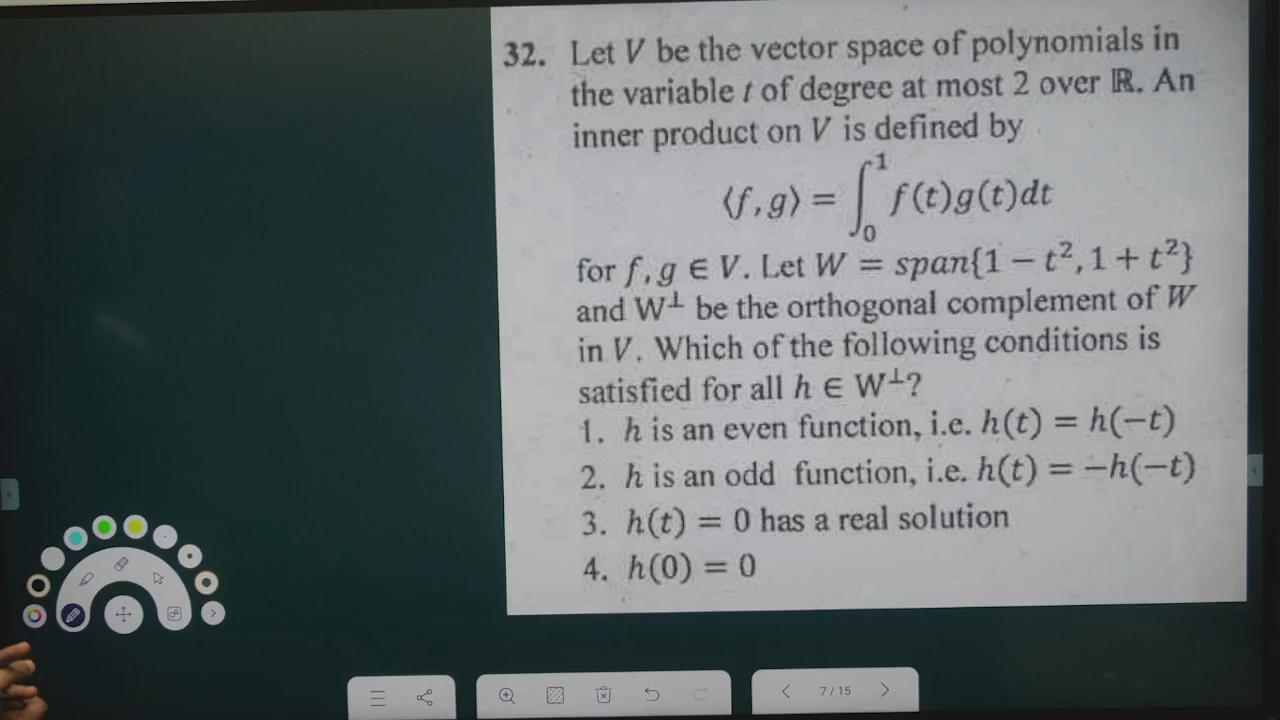 32. Let V be the vector space of polynomials in
the variable t of degree at most 2 over ℝ. An
inner product on V is defined by
⟨f, g⟩ = ∫₀¹ f(t)g(t)dt
for f, g ∈ V. Let W = span{1 − t², 1 + t²}
and W⊥ be the orthogonal complement of W
in V. Which of the following conditions is
satisfied for all h ∈ W⊥?
1. h is an even function, i.e. h(t) = h(−t)
2. h is an odd function, i.e. h(t) = −h(−t)
3. h(t) = 0 has a real solution
4. h(0) = 0
7 / 15